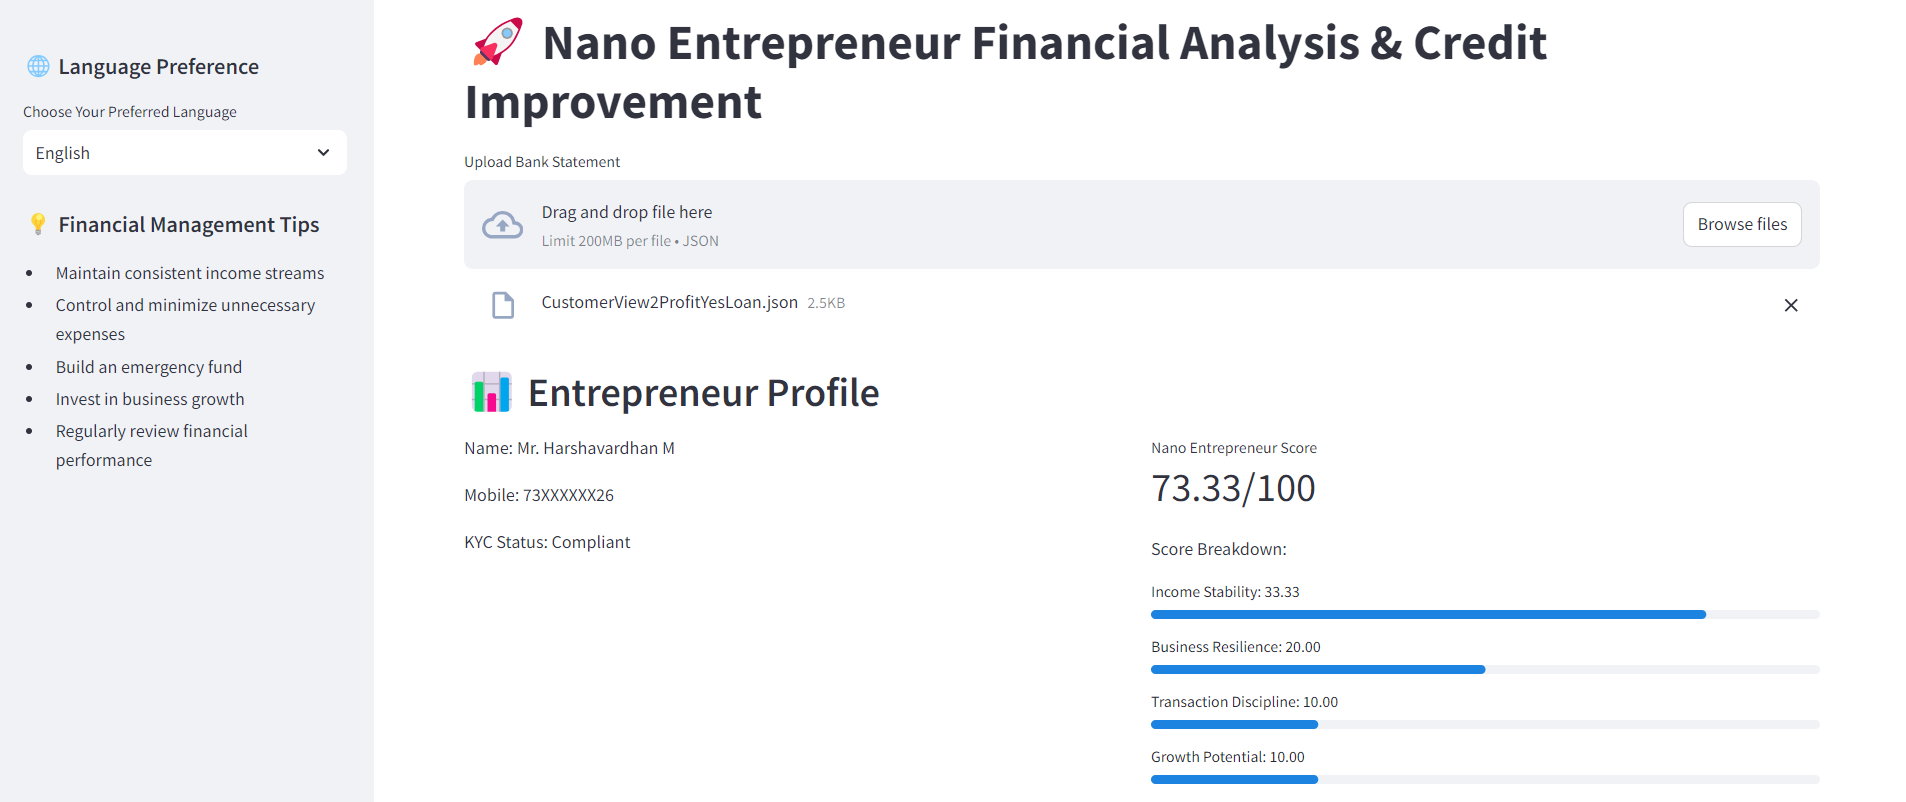 Language Preference
Choose Your Preferred Language
English
Financial Management Tips
• Maintain consistent income streams
• Control and minimize unnecessary
expenses
• Build an emergency fund
• Invest in business growth
• Regularly review financial
performance
Nano Entrepreneur Financial Analysis & Credit
Improvement
Upload Bank Statement
Drag and drop file here
Limit 200MB per file • JSON
Browse files
CustomerView2ProfitYesLoan.json 2.5KB
Entrepreneur Profile
Name: Mr. Harshavardhan M
Mobile: 73XXXXXX26
KYC Status: Compliant
Nano Entrepreneur Score
73.33/100
Score Breakdown:
Income Stability: 33.33
Business Resilience: 20.00
Transaction Discipline: 10.00
Growth Potential: 10.00